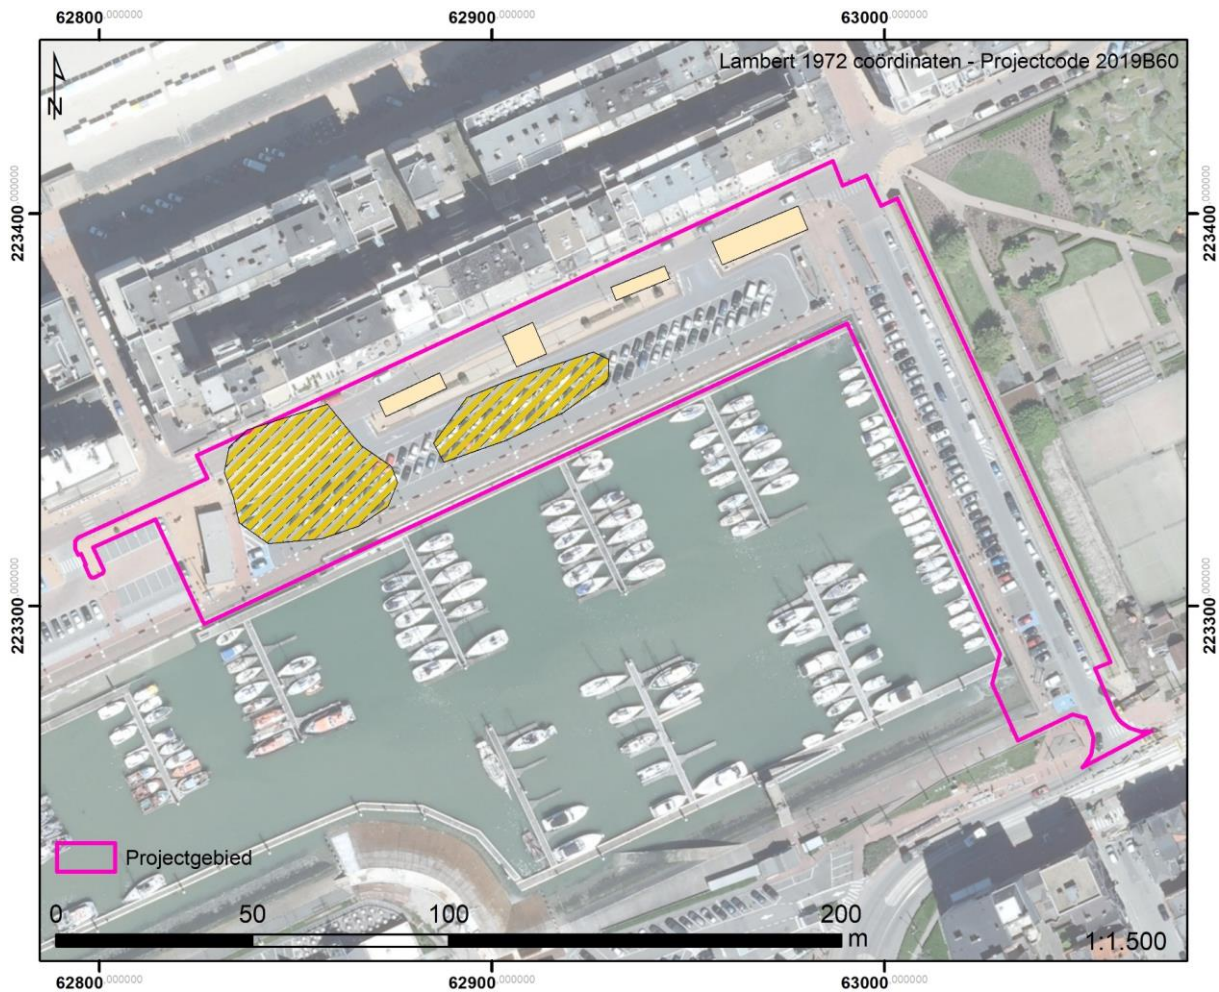 62800.000000 62900.000000 63000.000000
Lambert 1972 coördinaten - Projectcode 2019B60
N
223400.000000 223400.000000
223300.000000 223300.000000
Projectgebied
0 50 100 200
m
1:1.500
62800.000000 62900.000000 63000.000000